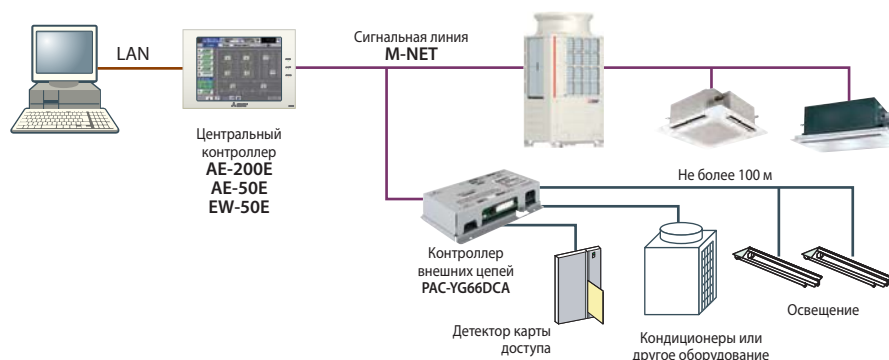 LAN
Сигнальная линия
M-NET
Центральный
контроллер
AE-200E
AE-50E
EW-50E
Не более 100 м
Контроллер
внешних цепей
PAC-YG66DCA
Детектор карты
доступа
Кондиционеры или
другое оборудование
Освещение